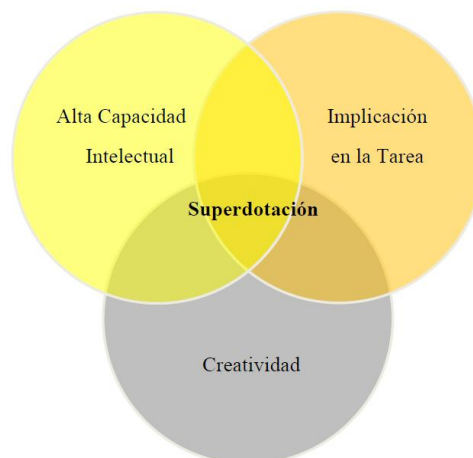 Alta Capacidad
Intelectual
Implicación
en la Tarea
Superdotación
Creatividad